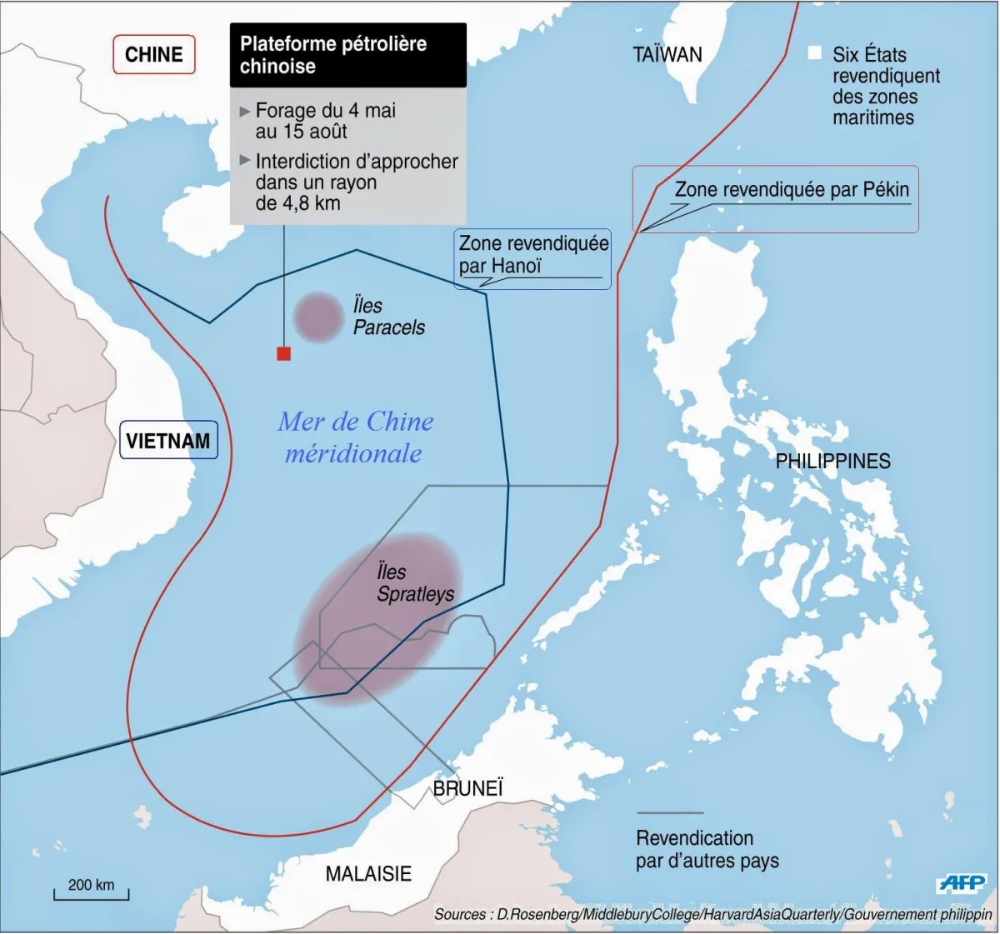 CHINE
Plateforme pétrolière
chinoise
Forage du 4 mai
au 15 août
Interdiction d'approcher
dans un rayon
de 4,8 km
TAÏWAN
Six États
revendiquent
des zones
maritimes
Zone revendiquée par Pékin
Zone revendiquée
par Hanoï
Ïles
Paracels
Mer de Chine
méridionale
VIETNAM
PHILIPPINES
Ïles
Spratleys
BRUNEÏ
MALAISIE
Revendication
par d'autres pays
200 km
AFP
Sources : D.Rosenberg/MiddleburyCollege/HarvardAsiaQuarterly/Gouvernement philippin